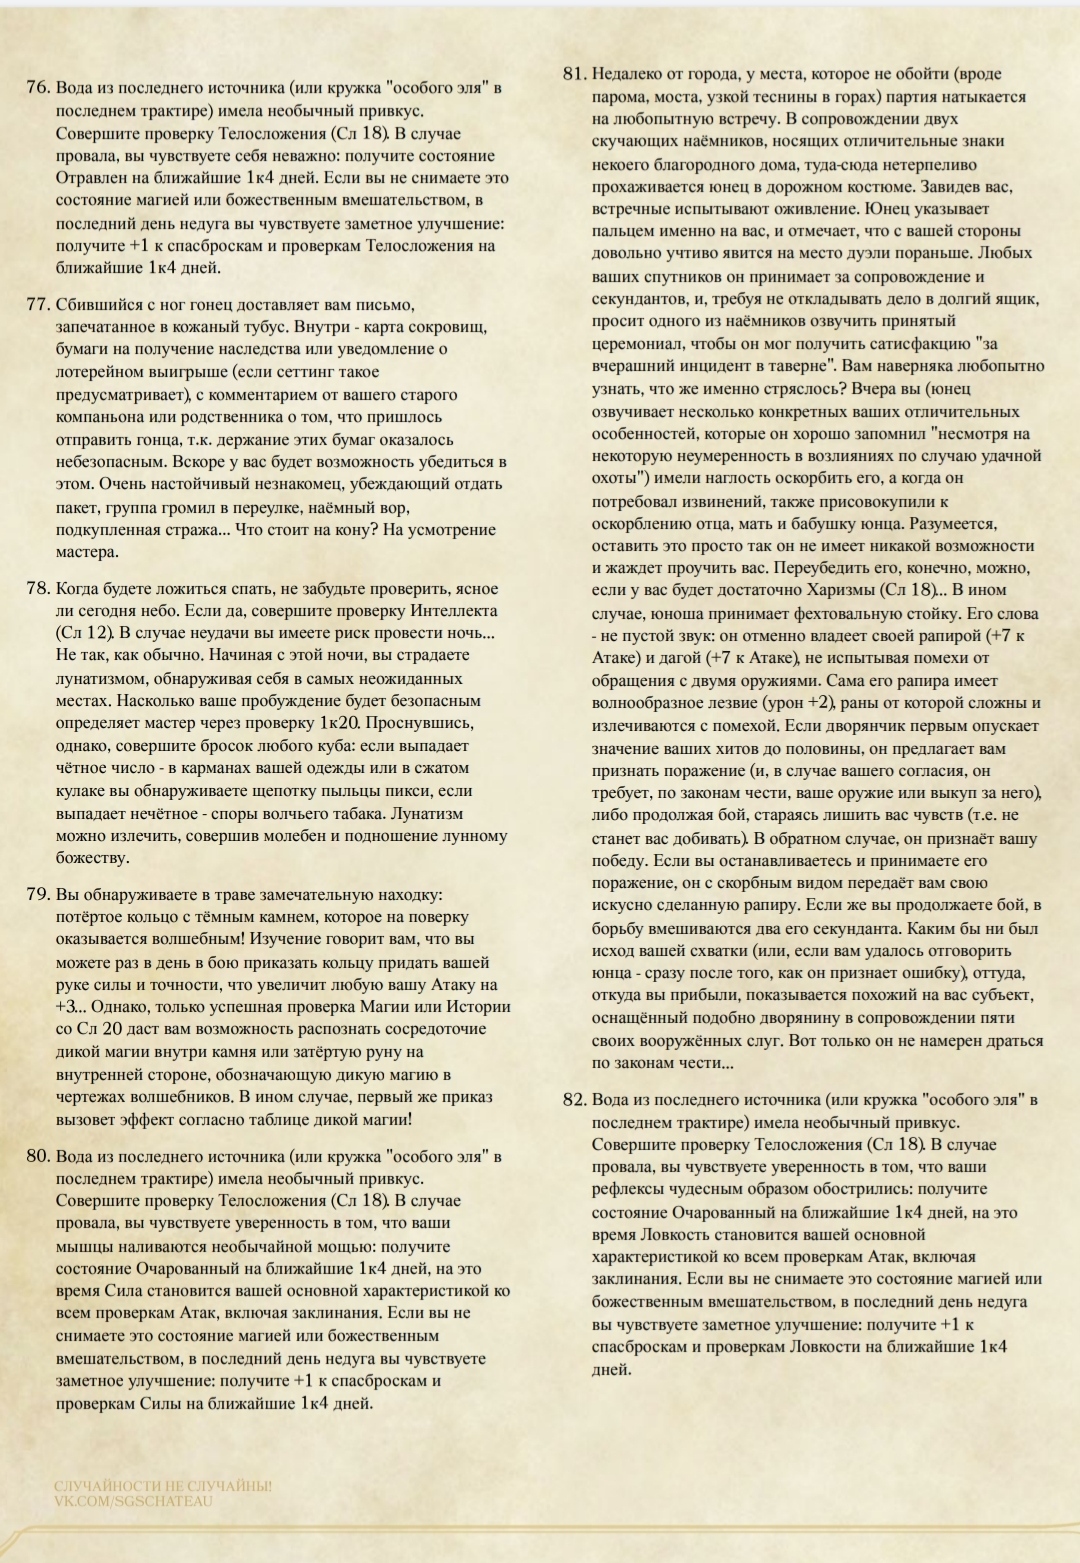 76. Вода из последнего источника (или кружка "особого эля" в
последнем трактире) имела необычный привкус.
Совершите проверку Телосложения (Сл 18). В случае
провала, вы чувствуете себя неважно: получите состояние
Отравлен на ближайшие 1к4 дней. Если вы не снимаете это
состояние магией или божественным вмешательством, в
последний день недуга вы чувствуете заметное улучшение:
получите +1 к спасброскам и проверкам Телосложения на
ближайшие 1к4 дней.
77. Сбившийся с ног гонец доставляет вам письмо,
запечатанное в кожаный тубус. Внутри - карта сокровищ,
бумаги на получение наследства или уведомление о
лотерейном выигрыше (если сеттинг такое
предусматривает), с комментарием от вашего старого
компаньона или родственника о том, что пришлось
отправить гонца, т.к. держание этих бумаг оказалось
небезопасным. Вскоре у вас будет возможность убедиться в
этом. Очень настойчивый незнакомец, убеждающий отдать
пакет, группа громил в переулке, наёмный вор,
подкупленная стража... Что стоит на кону? На усмотрение
мастера.
78. Когда будете ложиться спать, не забудьте проверить, ясное
ли сегодня небо. Если да, совершите проверку Интеллекта
(Сл 12). В случае неудачи вы имеете риск провести ночь...
Не так, как обычно. Начиная с этой ночи, вы страдаете
лунатизмом, обнаруживая себя в самых неожиданных
местах. Насколько ваше пробуждение будет безопасным
определяет мастер через проверку 1к20. Проснувшись,
однако, совершите бросок любого куба: если выпадает
чётное число - в карманах вашей одежды или в сжатом
кулаке вы обнаруживаете щепотку пыльцы пикси, если
выпадает нечётное - споры волчьего табака. Лунатизм
можно излечить, совершив молебен и подношение лунному
божеству.
79. Вы обнаруживаете в траве замечательную находку:
потёртое кольцо с тёмным камнем, которое на поверку
оказывается волшебным! Изучение говорит вам, что вы
можете раз в день в бою приказать кольцу придать вашей
руке силы и точности, что увеличит любую вашу Атаку на
+3... Однако, только успешная проверка Магии или Истории
со Сл 20 даст вам возможность распознать сосредоточие
дикой магии внутри камня или затёртую руну на
внутренней стороне, обозначающую дикую магию в
чертежах волшебников. В ином случае, первый же приказ
вызовет эффект согласно таблице дикой магии!
80. Вода из последнего источника (или кружка "особого эля" в
последнем трактире) имела необычный привкус.
Совершите проверку Телосложения (Сл 18). В случае
провала, вы чувствуете уверенность в том, что ваши
мышцы наливаются необычайной мощью: получите
состояние Очарованный на ближайшие 1к4 дней, на это
время Сила становится вашей основной характеристикой ко
всем проверкам Атак, включая заклинания. Если вы не
снимаете это состояние магией или божественным
вмешательством, в последний день недуга вы чувствуете
заметное улучшение: получите +1 к спасброскам и
проверкам Силы на ближайшие 1к4 дней.
81. Недалеко от города, у места, которое не обойти (вроде
парома, моста, узкой теснины в горах) партия натыкается
на любопытную встречу. В сопровождении двух
скучающих наёмников, носящих отличительные знаки
некоего благородного дома, туда-сюда нетерпеливо
прохаживается юнец в дорожном костюме. Завидев вас,
встречные испытывают оживление. Юнец указывает
пальцем именно на вас, и отмечает, что с вашей стороны
довольно учтиво явится на место дуэли пораньше. Любых
ваших спутников он принимает за сопровождение и
секундантов, и, требуя не откладывать дело в долгий ящик,
просит одного из наёмников озвучить принятый
церемониал, чтобы он мог получить сатисфакцию "за
вчерашний инцидент в таверне". Вам наверняка любопытно
узнать, что же именно стряслось? Вчера вы (юнец
озвучивает несколько конкретных ваших отличительных
особенностей, которые он хорошо запомнил "несмотря на
некоторую неумеренность в возлияниях по случаю удачной
охоты") имели наглость оскорбить его, а когда он
потребовал извинений, также присовокупили к
оскорблению отца, мать и бабушку юнца. Разумеется,
оставить это просто так он не имеет никакой возможности
и жаждет проучить вас. Переубедить его, конечно, можно,
если у вас будет достаточно Харизмы (Сл 18)... В ином
случае, юноша принимает фехтовальную стойку. Его слова
- не пустой звук: он отменно владеет своей рапирой (+7 к
Атаке) и дагой (+7 к Атаке), не испытывая помехи от
обращения с двумя оружиями. Сама его рапира имеет
волнообразное лезвие (урон +2), раны от которой сложны и
излечиваются с помехой. Если дворянчик первым опускает
значение ваших хитов до половины, он предлагает вам
признать поражение (и, в случае вашего согласия, он
требует, по законам чести, ваше оружие или выкуп за него),
либо продолжая бой, стараясь лишить вас чувств (т.е. не
станет вас добивать). В обратном случае, он признаёт вашу
победу. Если вы останавливаетесь и принимаете его
поражение, он с скорбным видом передаёт вам свою
искусно сделанную рапиру. Если же вы продолжаете бой, в
борьбу вмешиваются два его секунданта. Каким бы ни был
исход вашей схватки (или, если вам удалось отговорить
юнца - сразу после того, как он признает ошибку), оттуда,
откуда вы прибыли, показывается похожий на вас субъект,
оснащённый подобно дворянину в сопровождении пяти
своих вооружённых слуг. Вот только он не намерен драться
по законам чести...
82. Вода из последнего источника (или кружка "особого эля" в
последнем трактире) имела необычный привкус.
Совершите проверку Телосложения (Сл 18). В случае
провала, вы чувствуете уверенность в том, что ваши
рефлексы чудесным образом обострились: получите
состояние Очарованный на ближайшие 1к4 дней, на это
время Ловкость становится вашей основной
характеристикой ко всем проверкам Атак, включая
заклинания. Если вы не снимаете это состояние магией или
божественным вмешательством, в последний день недуга
вы чувствуете заметное улучшение: получите +1 к
спасброскам и проверкам Ловкости на ближайшие 1к4
дней.
СЛУЧАЙНОСТИ НЕ СЛУЧАЙНЫ!
VK.COM/SGSCHATEAU